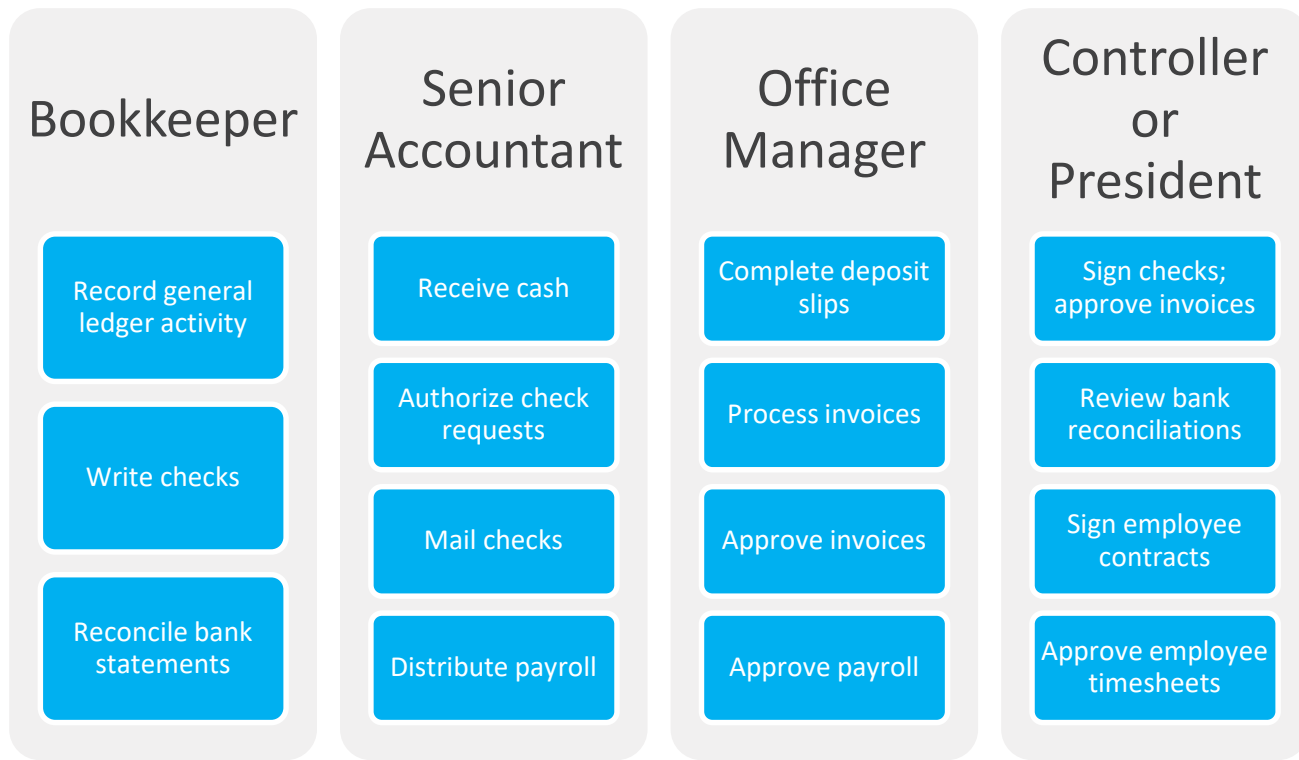 Bookkeeper
Record general
ledger activity
Write checks
Reconcile bank
statements
Senior
Accountant
Receive cash
Authorize check
requests
Mail checks
Distribute payroll
Office
Manager
Complete deposit
slips
Process invoices
Approve invoices
Approve payroll
Controller
or
President
Sign checks;
approve invoices
Review bank
reconciliations
Sign employee
contracts
Approve employee
timesheets